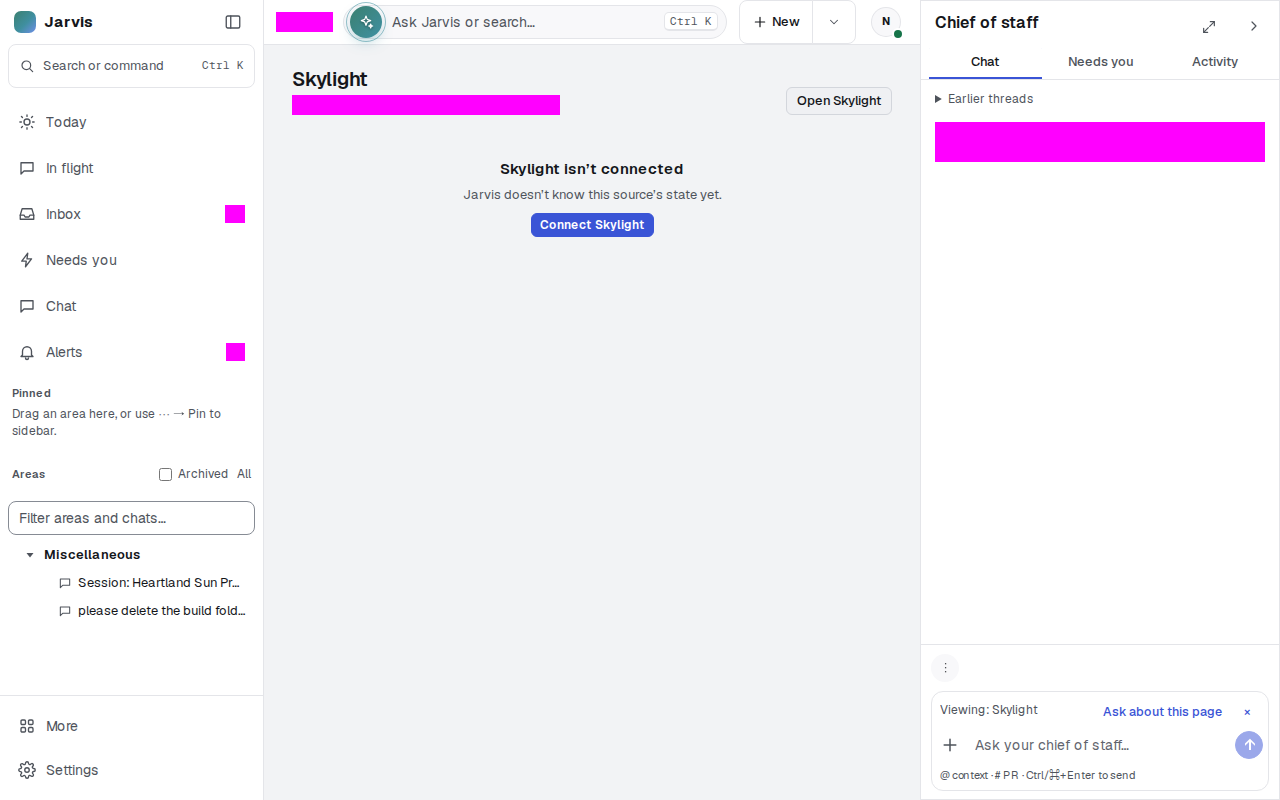 Jarvis
Search or command
Ctrl K
Today
In flight
Inbox
Needs you
Chat
Alerts
Pinned
Drag an area here, or use ··· → Pin to
sidebar.
Areas
Archived
All
Filter areas and chats…
Miscellaneous
Session: Heartland Sun Pr…
please delete the build fold…
More
Settings
Ask Jarvis or search…
Ctrl K
New
N
Skylight
Open Skylight
Skylight isn’t connected
Jarvis doesn’t know this source’s state yet.
Connect Skylight
Chief of staff
Chat
Needs you
Activity
Earlier threads
Viewing: Skylight
Ask about this page
×
Ask your chief of staff…
@ context · # PR · Ctrl/⌘+Enter to send